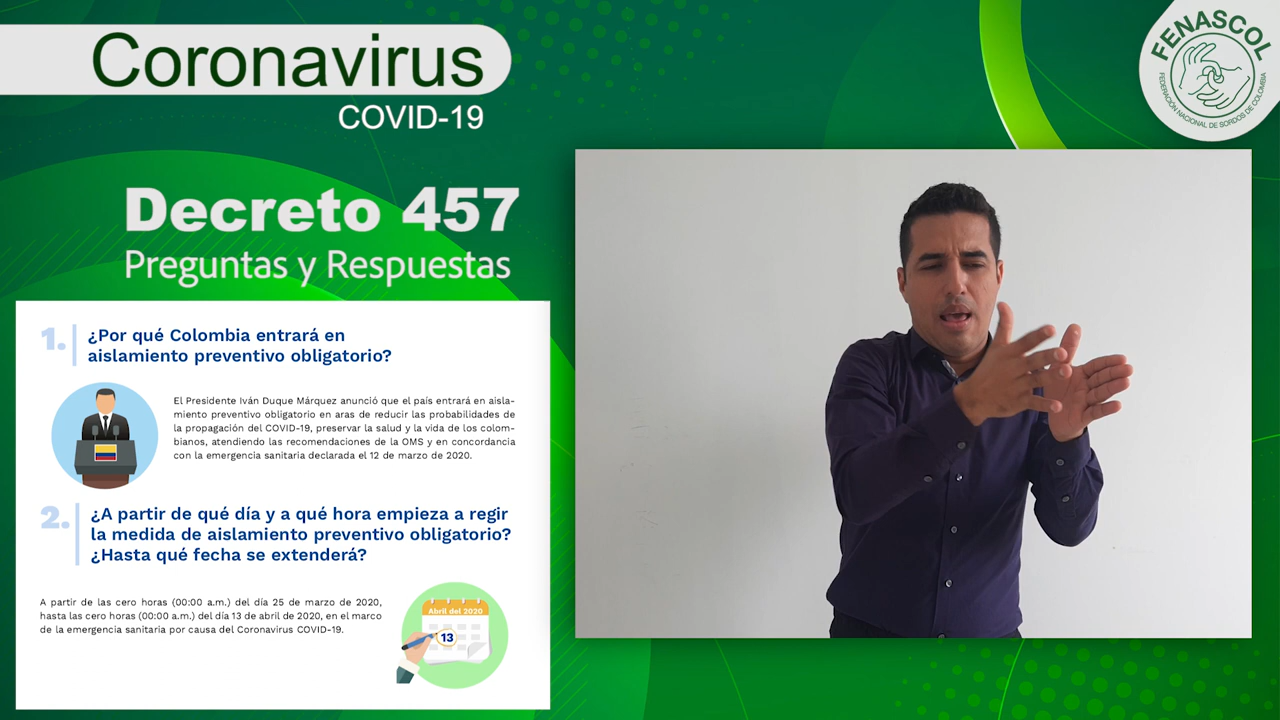 Coronavirus
COVID-19
FENASCOL
FEDERACIÓN NACIONAL DE SORDOS DE COLOMBIA
Decreto 457
Preguntas y Respuestas
1. ¿Por qué Colombia entrará en
aislamiento preventivo obligatorio?
El Presidente Iván Duque Márquez anunció que el país entrará en aisla-
miento preventivo obligatorio en aras de reducir las probabilidades de
la propagación del COVID-19, preservar la salud y la vida de los colom-
bianos, atendiendo las recomendaciones de la OMS y en concordancia
con la emergencia sanitaria declarada el 12 de marzo de 2020.
2. ¿A partir de qué día y a qué hora empieza a regir
la medida de aislamiento preventivo obligatorio?
¿Hasta qué fecha se extenderá?
A partir de las cero horas (00:00 a.m.) del día 25 de marzo de 2020,
hasta las cero horas (00:00 a.m.) del día 13 de abril de 2020, en el marco
de la emergencia sanitaria por causa del Coronavirus COVID-19.
Abril del 2020
13